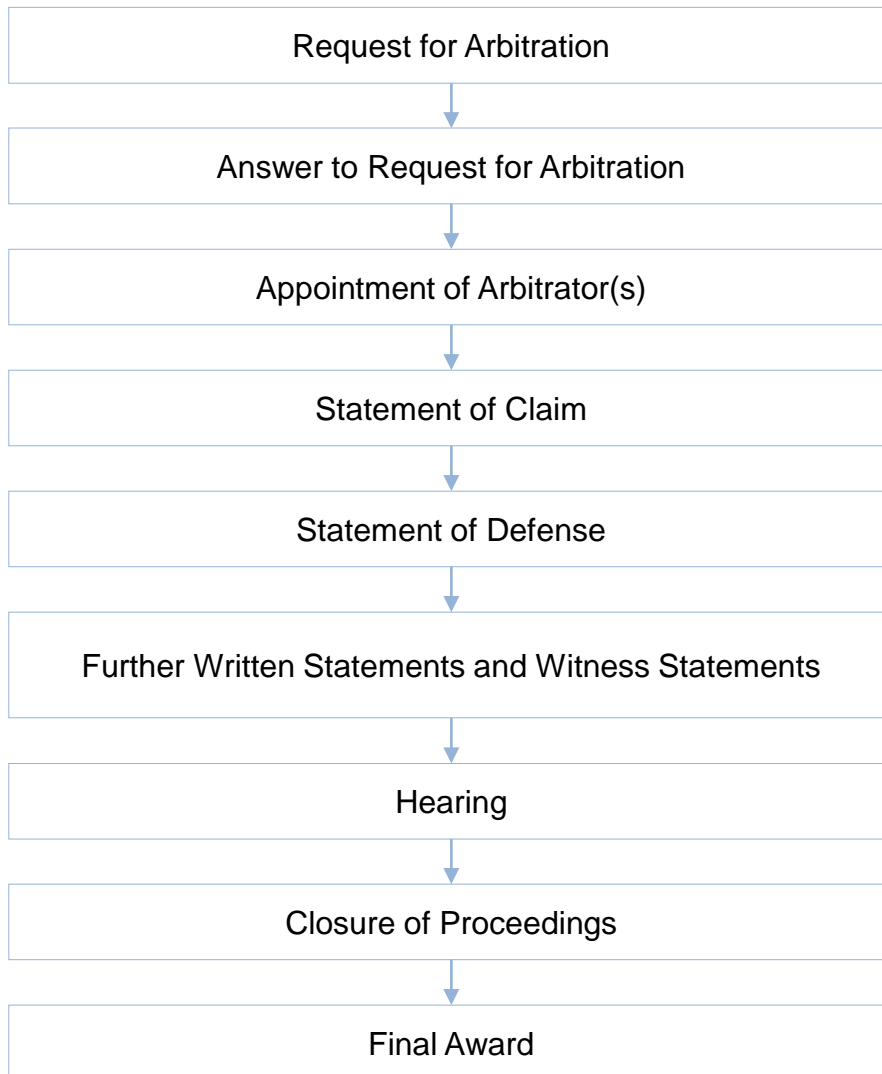 Request for Arbitration
Answer to Request for Arbitration
Appointment of Arbitrator(s)
Statement of Claim
Statement of Defense
Further Written Statements and Witness Statements
Hearing
Closure of Proceedings
Final Award